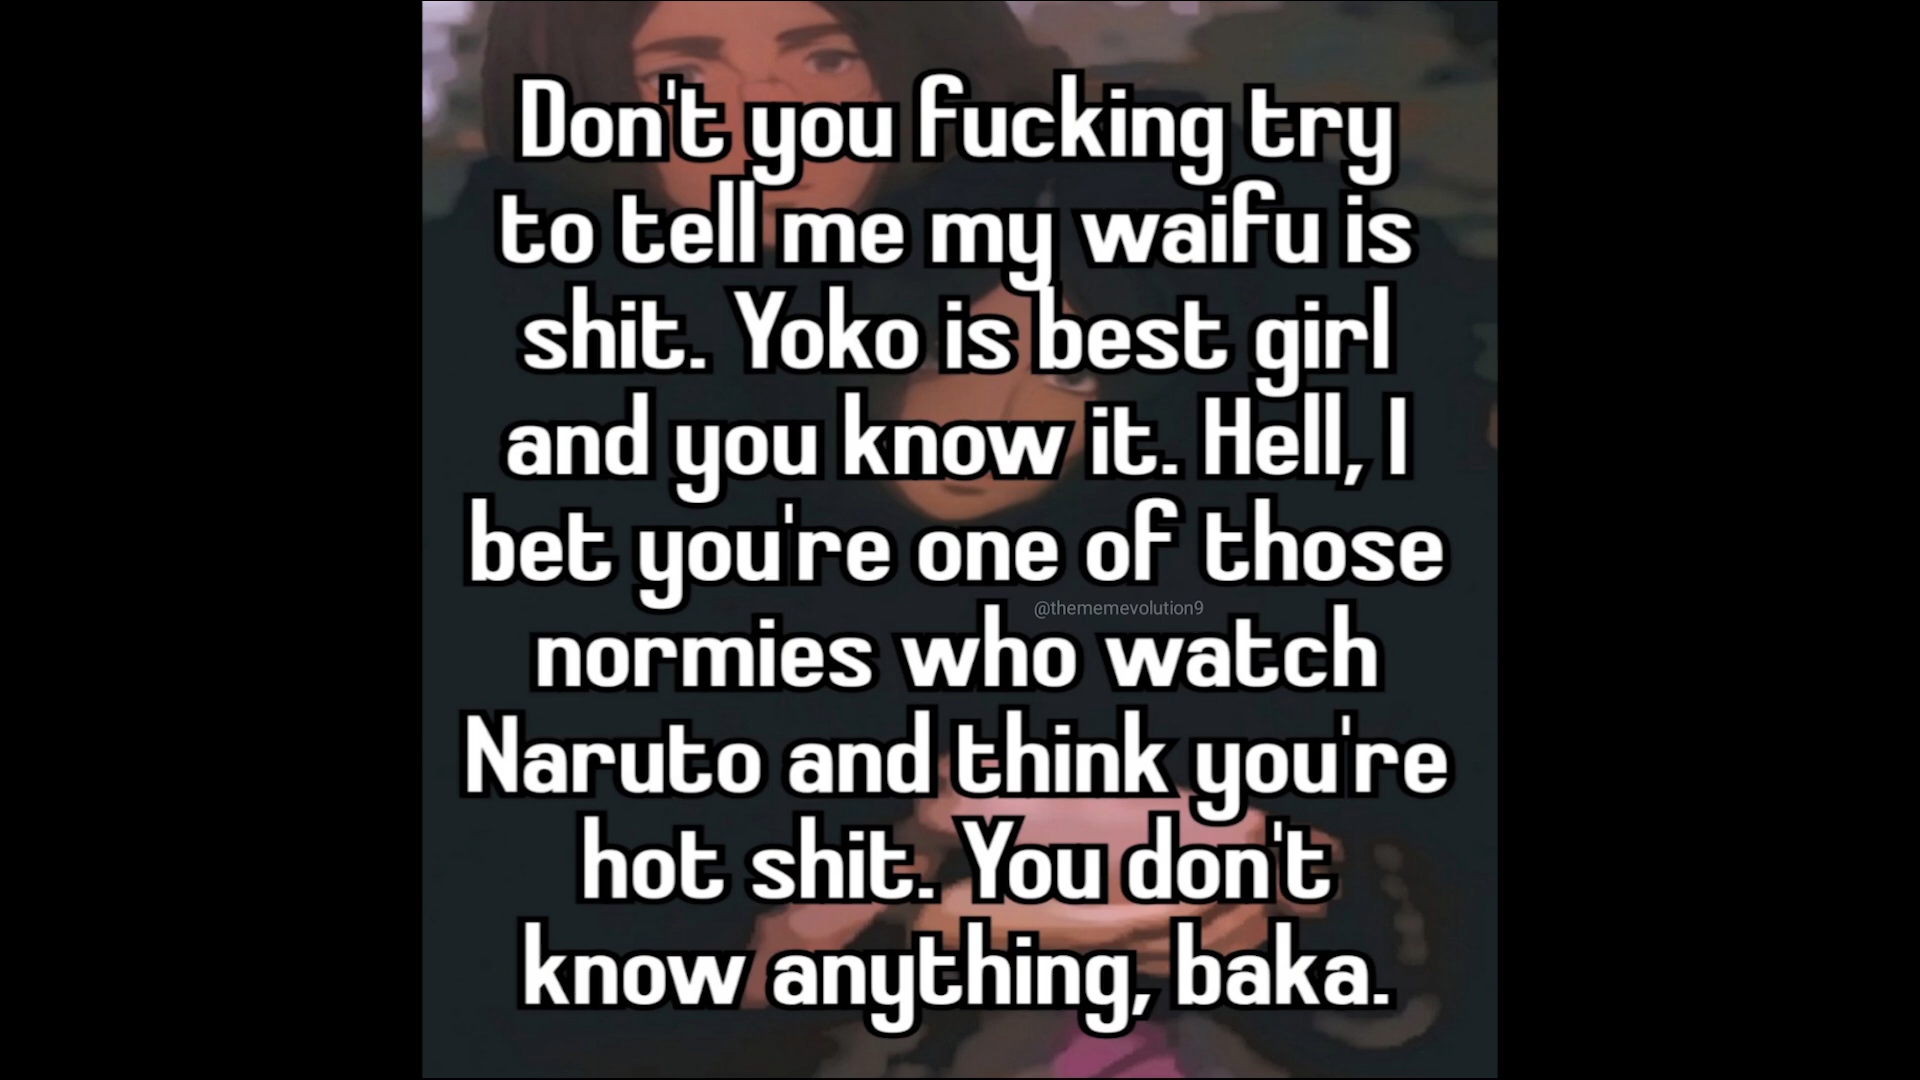 Don't you fucking try
to tell me my waifu is
shit. Yoko is best girl
and you know it. Hell, I
bet you're one of those
@thememevolution9
normies who watch
Naruto and think you're
hot shit. You don't
know anything, baka.